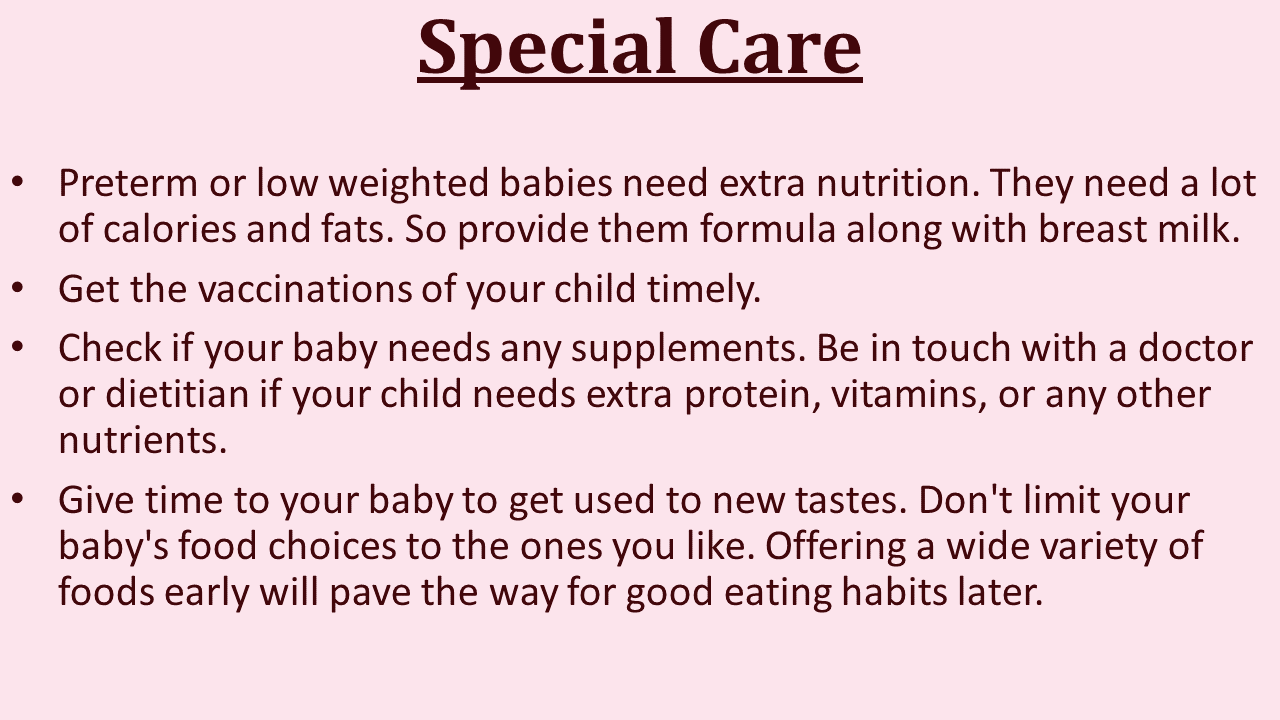 Special Care
• Preterm or low weighted babies need extra nutrition. They need a lot
of calories and fats. So provide them formula along with breast milk.
• Get the vaccinations of your child timely.
• Check if your baby needs any supplements. Be in touch with a doctor
or dietitian if your child needs extra protein, vitamins, or any other
nutrients.
• Give time to your baby to get used to new tastes. Don't limit your
baby's food choices to the ones you like. Offering a wide variety of
foods early will pave the way for good eating habits later.